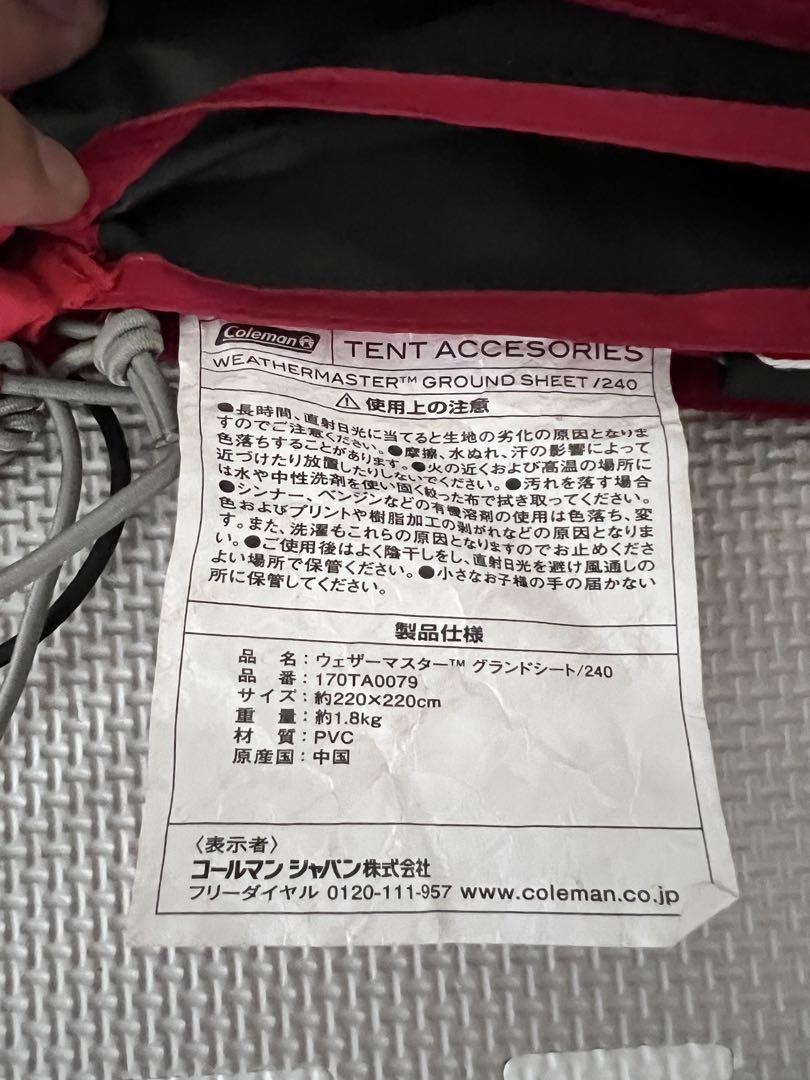 Coleman
TENT ACCESORIES
WEATHERMASTER™ GROUND SHEET /240
⚠ 使用上の注意
●長時間、直射日光に当てると生地の劣化の原因となりま
すのでご注意ください。●摩擦、水ぬれ、汗の影響によって
色落ちすることがあります。●火の近くおよび高温の場所に
近づけたり放置したりしないでください。●汚れを落す場合
は水や中性洗剤を使い固く絞った布で拭き取ってください。
●シンナー、ベンジンなどの有機溶剤の使用は色落ち、変
色およびプリントや樹脂加工の剥がれなどの原因となりま
す。また、洗濯もこれらの原因となりますのでお止めくださ
い。●ご使用後はよく陰干しをし、直射日光を避け風通しの
よい場所で保管ください。●小さなお子様の手の届かない
所に保管してください。
製品仕様
品 名：ウェザーマスター™ グランドシート/240
品 番：170TA0079
サイズ：約220×220cm
重 量：約1.8kg
材 質：PVC
原産国：中国
〈表示者〉
コールマン ジャパン株式会社
フリーダイヤル 0120-111-957 www.coleman.co.jp